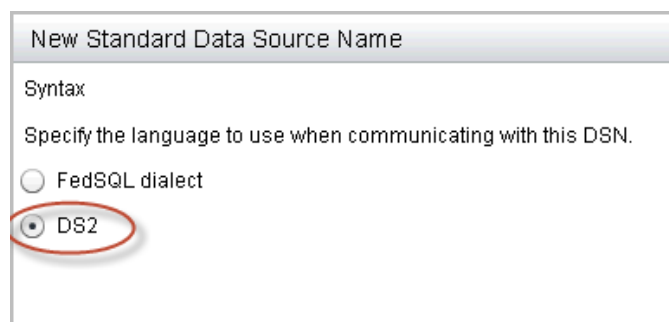 New Standard Data Source Name
Syntax
Specify the language to use when communicating with this DSN.
FedSQL dialect
DS2